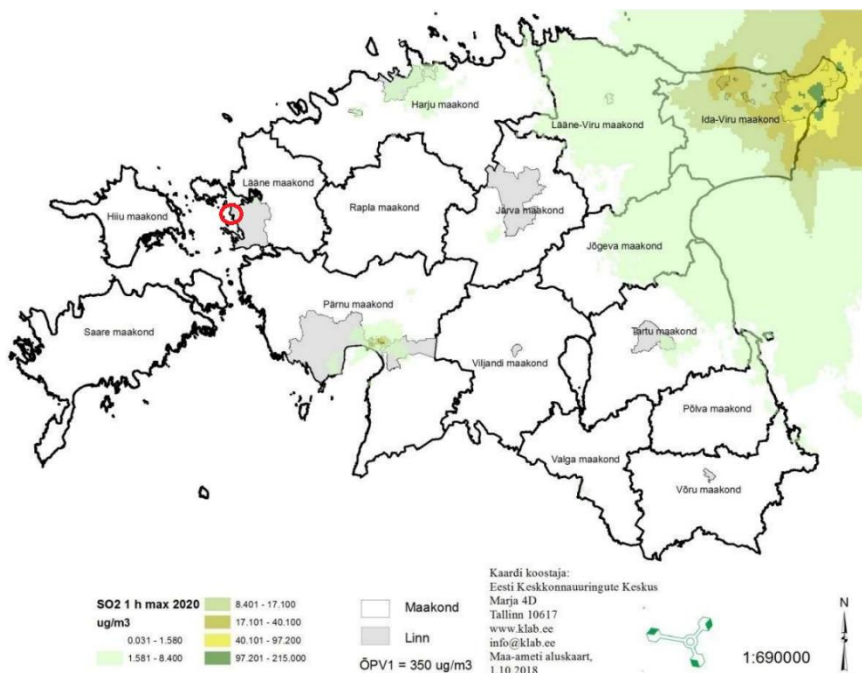 Harju maakond
Lääne-Viru maakond
Ida-Viru maakond
Lääne maakond
Hiiu maakond
Rapla maakond
Järva maakond
Jõgeva maakond
Pärnu maakond
Saare maakond
Tartu maakond
Viljandi maakond
Põlva maakond
Valga maakond
Võru maakond
SO2 1 h max 2020
ug/m3
0.031 - 1.580
1.581 - 8.400
8.401 - 17.100
17.101 - 40.100
40.101 - 97.200
97.201 - 215.000
Maakond
Linn
ÕPV1 = 350 ug/m3
Kaardi koostaja:
Eesti Keskkonnauuringute Keskus
Marja 4D
Tallinn 10617
www.klab.ee
info@klab.ee
Maa-ameti aluskaart,
1.10.2018
1:690000
N